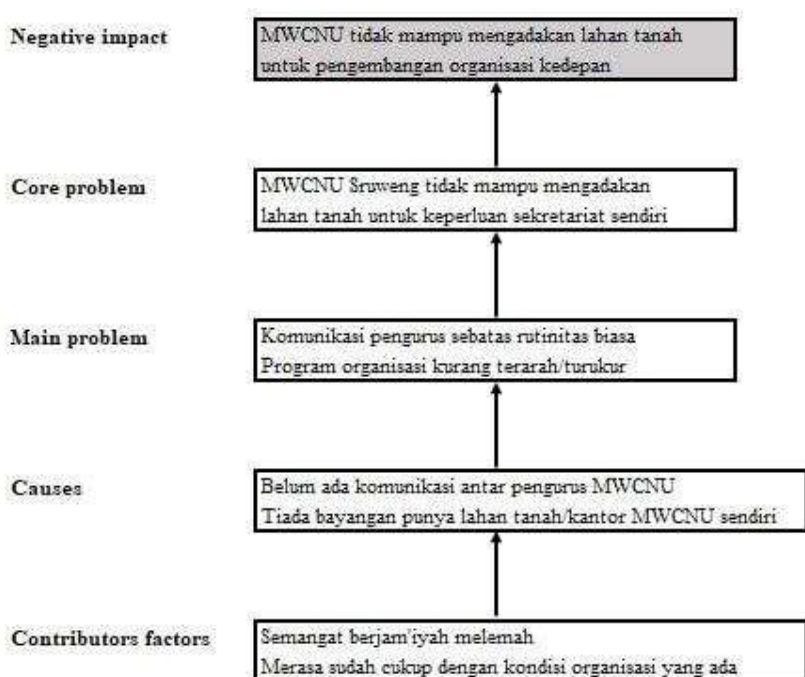 Negative impact
MWCNU tidak mampu mengadakan lahan tanah
untuk pengembangan organisasi kedepan
Core problem
MWCNU Sruweng tidak mampu mengadakan
lahan tanah untuk keperluan sekretariat sendiri
Main problem
Komunikasi pengurus sebatas rutinitas biasa
Program organisasi kurang terarah/turukur
Causes
Belum ada komunikasi antar pengurus MWCNU
Tiada bayangan punya lahan tanah/kantor MWCNU sendiri
Contributors factors
Semangat berjam'iyah melemah
Merasa sudah cukup dengan kondisi organisasi yang ada